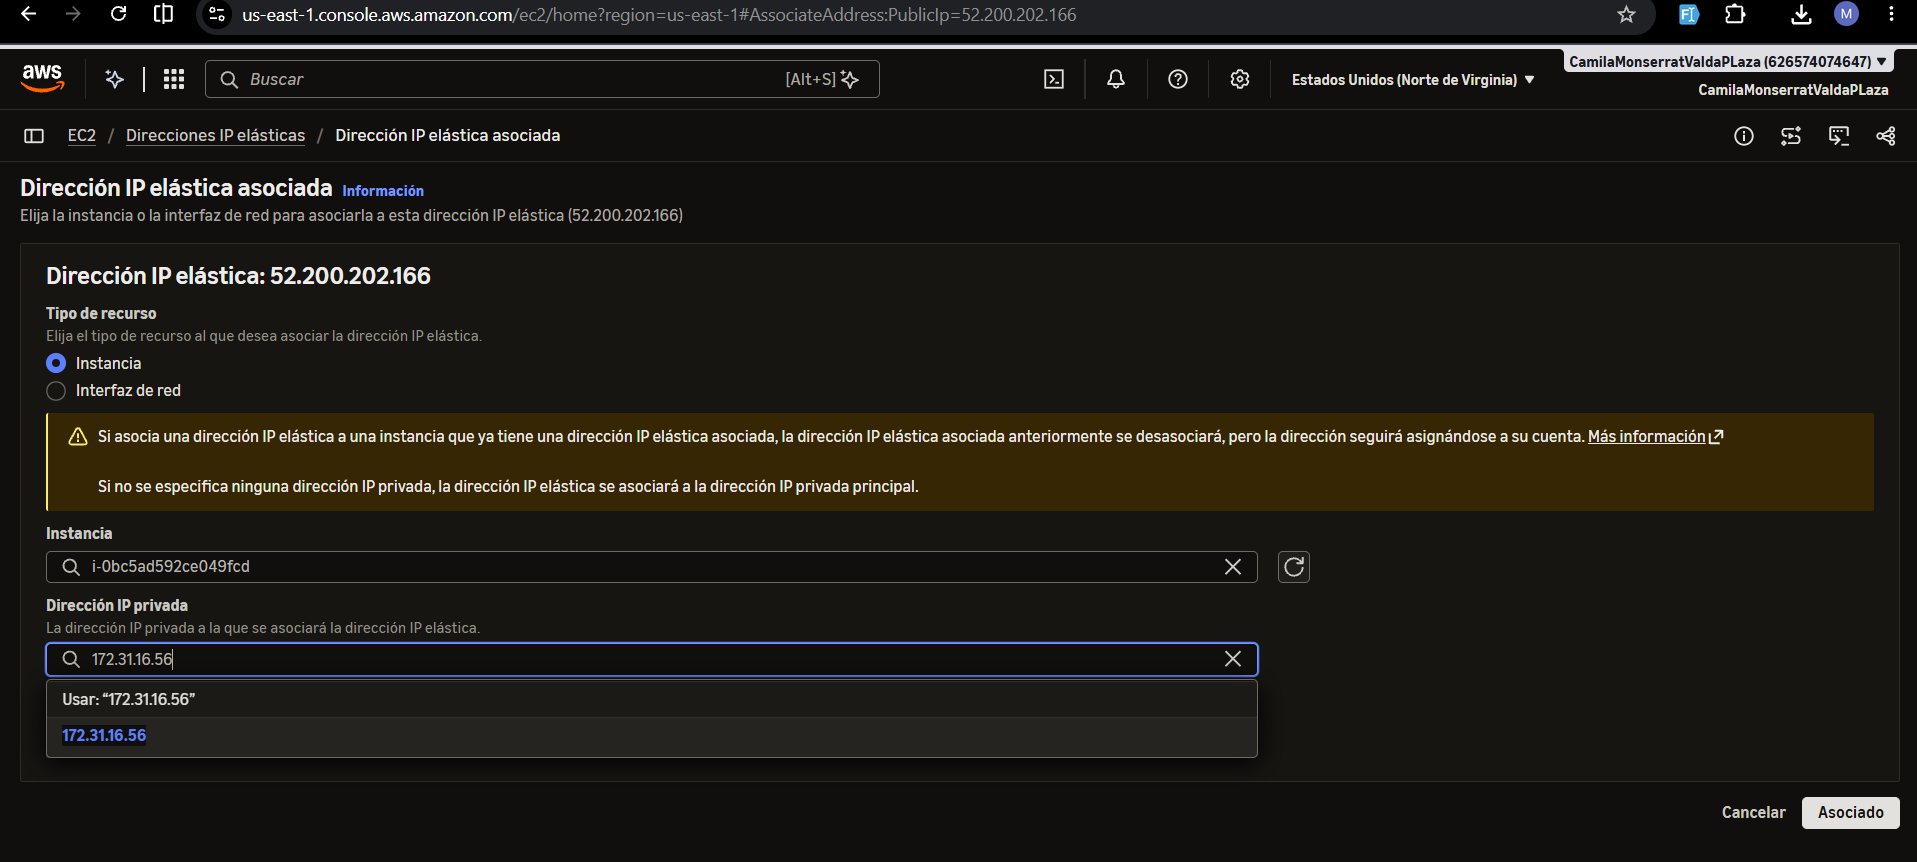 us-east-1.console.aws.amazon.com/ec2/home?region=us-east-1#AssociateAddress:PublicIp=52.200.202.166
M
aws
Buscar
[Alt+S]
Estados Unidos (Norte de Virginia)
CamilaMonserratValdaPLaza (626574074647)
CamilaMonserratValdaPLaza
EC2 / Direcciones IP elásticas / Dirección IP elástica asociada
Dirección IP elástica asociada Información
Elija la instancia o la interfaz de red para asociarla a esta dirección IP elástica (52.200.202.166)
Dirección IP elástica: 52.200.202.166
Tipo de recurso
Elija el tipo de recurso al que desea asociar la dirección IP elástica.
Instancia
Interfaz de red
Si asocia una dirección IP elástica a una instancia que ya tiene una dirección IP elástica asociada, la dirección IP elástica asociada anteriormente se desasociará, pero la dirección seguirá asignándose a su cuenta. Más información
Si no se especifica ninguna dirección IP privada, la dirección IP elástica se asociará a la dirección IP privada principal.
Instancia
i-0bc5ad592ce049fcd
Dirección IP privada
La dirección IP privada a la que se asociará la dirección IP elástica.
172.31.16.56
Usar: “172.31.16.56”
172.31.16.56
Cancelar
Asociado